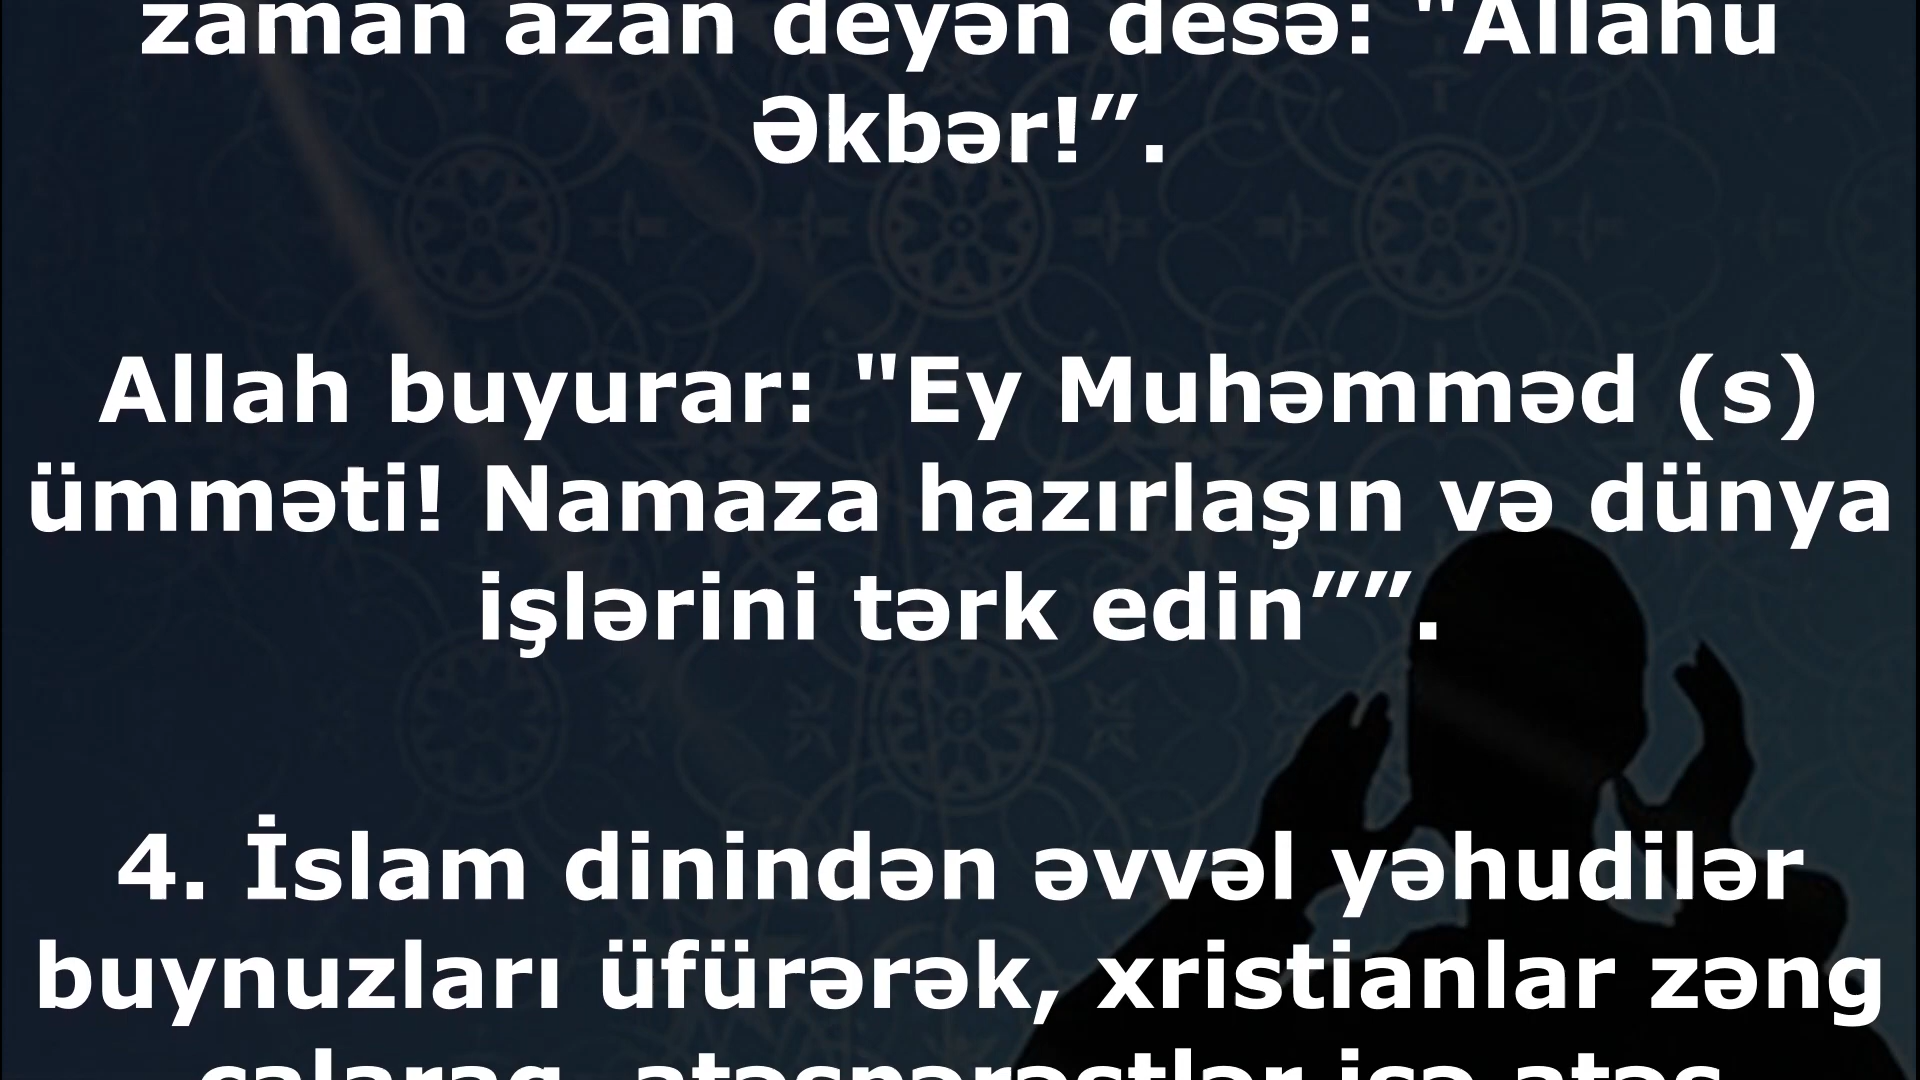 zaman azan deyən desə: "Allahu
Əkbər!”.
Allah buyurar: "Ey Muhəmməd (s)
ümməti! Namaza hazırlaşın və dünya
işlərini tərk edin””.
4. İslam dinindən əvvəl yəhudilər
buynuzları üfürərək, xristianlar zəng
çalaraq, atəşpərəstlər isə atəş